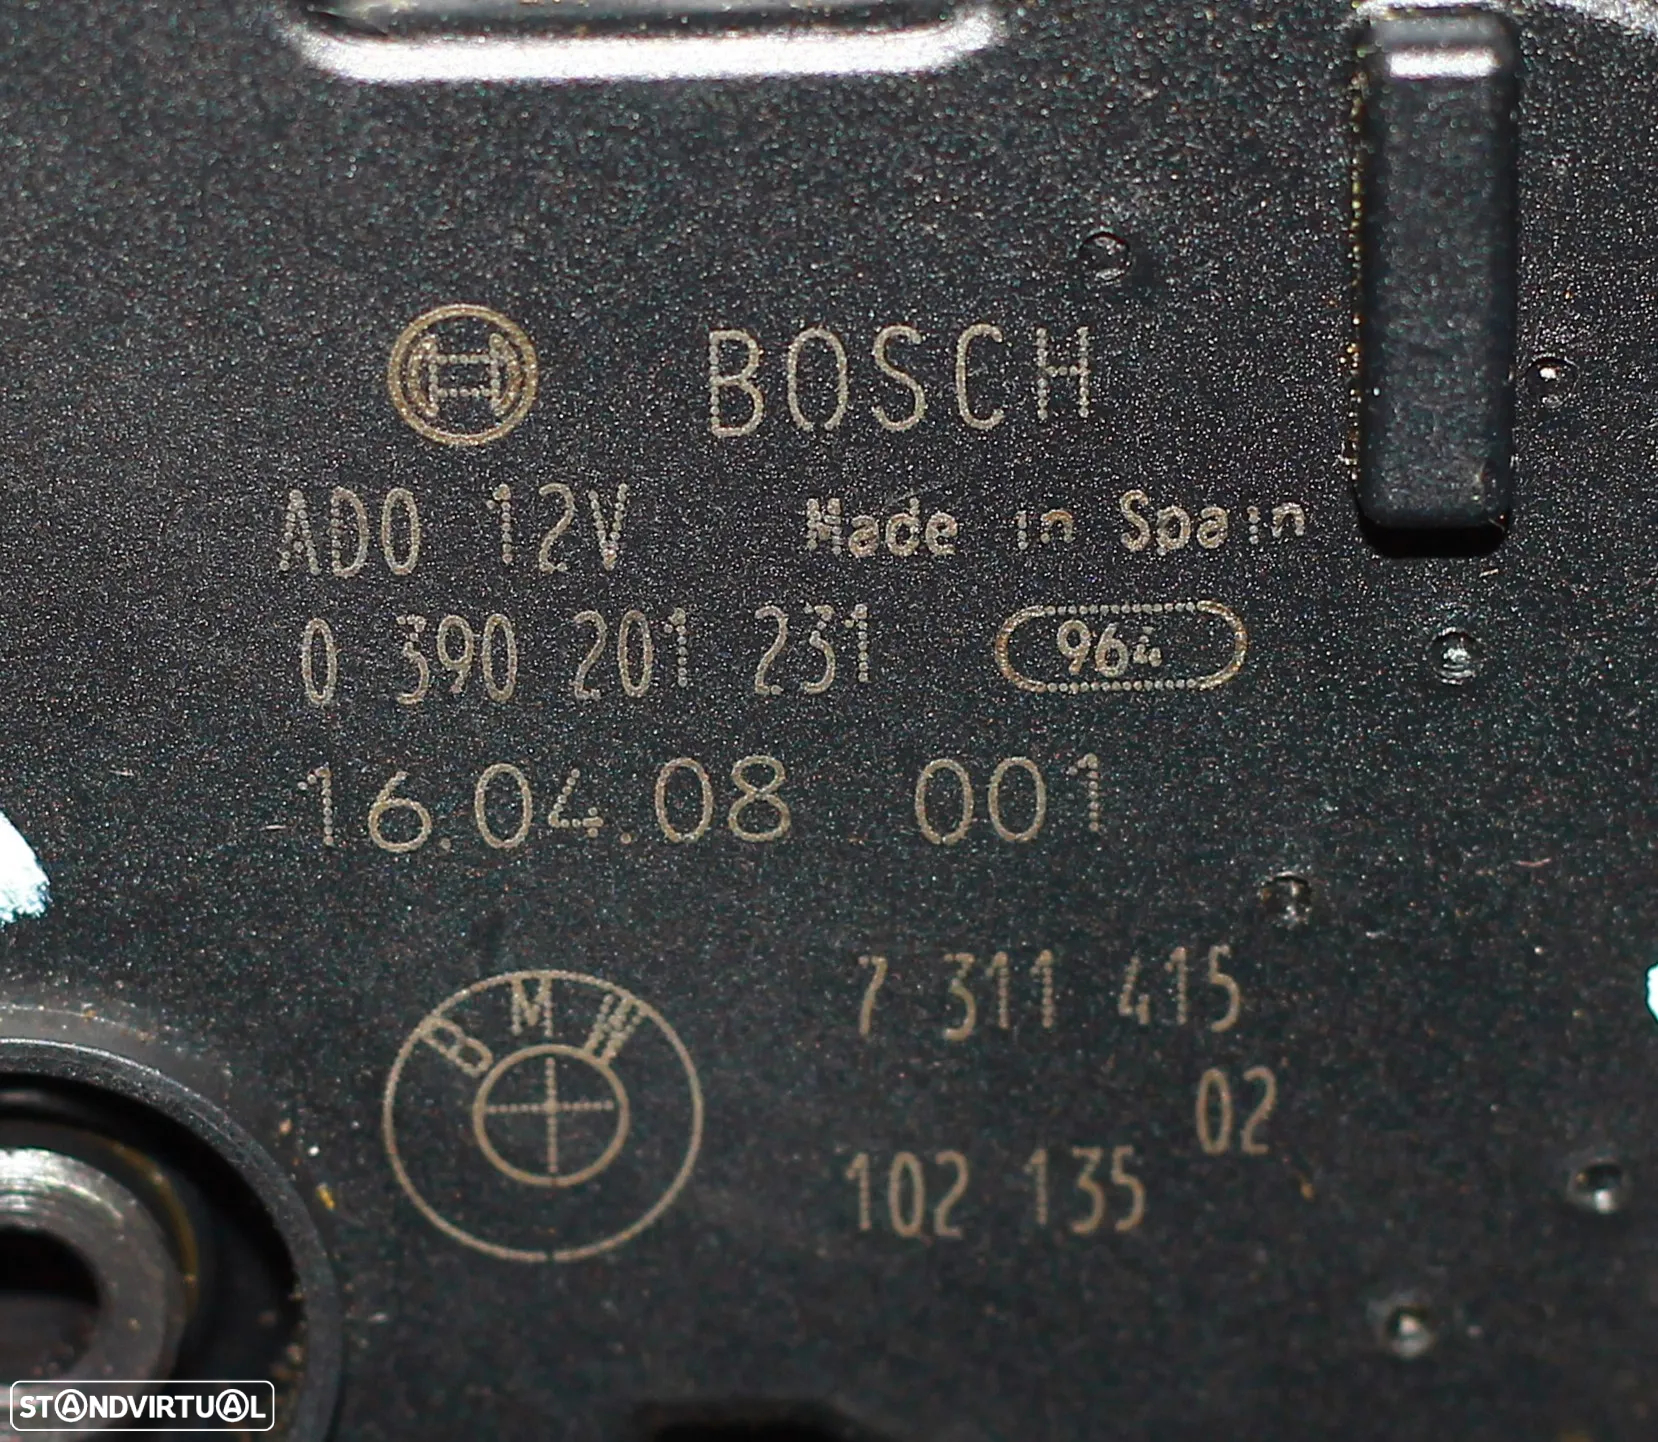 BOSCH
AD0 12V Made in Spain
0 390 201 231 964
16.04.08 001
BMW
7 311 415
02
102 135
STANDVIRTUAL